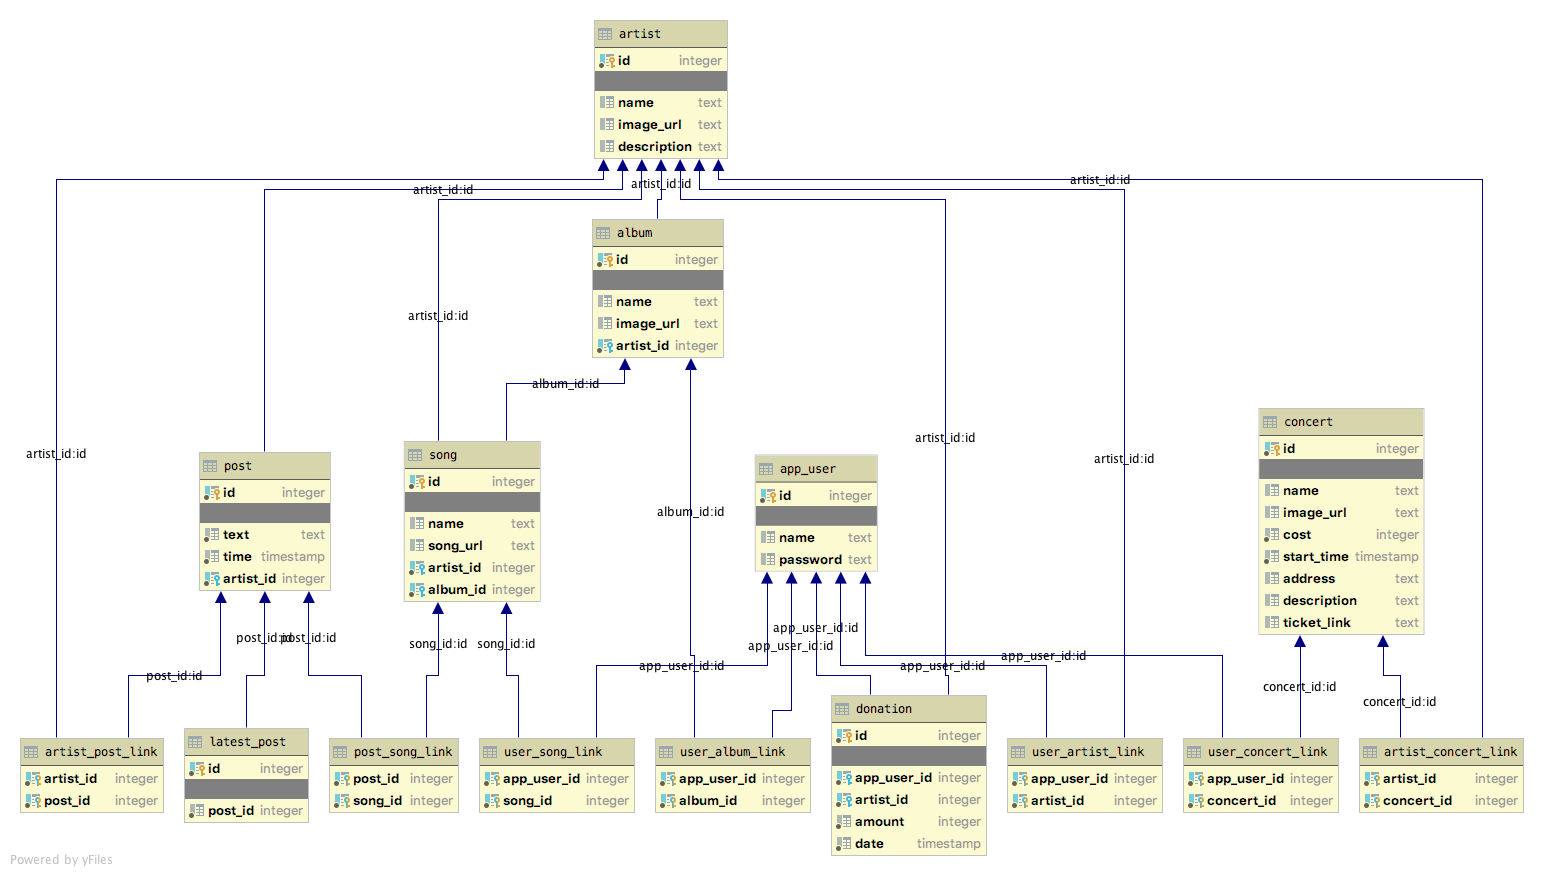 artist
id integer
name text
image_url text
description text
artist_id:id
artist_id:id
artist_id:id
album
id integer
name text
image_url text
artist_id integer
artist_id:id
album_id:id
artist_id:id
artist_id:id
artist_id:id
album_id:id
post
id integer
text text
time timestamp
artist_id integer
song
id integer
name text
song_url text
artist_id integer
album_id integer
app_user
id integer
name text
password text
concert
id integer
name text
image_url text
cost integer
start_time timestamp
address text
description text
ticket_link text
post_id:id
post_id:id
post_id:id
song_id:id
song_id:id
app_user_id:id
app_user_id:id
app_user_id:id
app_user_id:id
app_user_id:id
concert_id:id
concert_id:id
artist_post_link
artist_id integer
post_id integer
latest_post
id integer
post_id integer
post_song_link
post_id integer
song_id integer
user_song_link
app_user_id integer
song_id integer
user_album_link
app_user_id integer
album_id integer
donation
id integer
app_user_id integer
artist_id integer
amount integer
date timestamp
user_artist_link
app_user_id integer
artist_id integer
user_concert_link
app_user_id integer
concert_id integer
artist_concert_link
artist_id integer
concert_id integer
Powered by yFiles